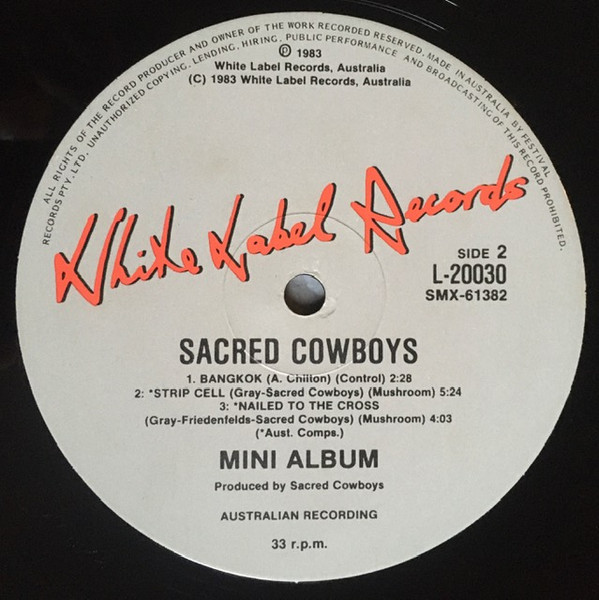 ALL RIGHTS OF THE RECORD PRODUCER AND OWNER OF THE WORK RECORDED RESERVED. MADE IN AUSTRALIA BY FESTIVAL
RECORDS PTY. LTD. UNAUTHORIZED COPYING, LENDING, HIRING, PUBLIC PERFORMANCE AND BROADCASTING OF THIS RECORD PROHIBITED.
℗ 1983
White Label Records, Australia
(C) 1983 White Label Records, Australia
White Label Records
SIDE 2
L-20030
SMX-61382
SACRED COWBOYS
1. BANGKOK (A. Chilton) (Control) 2:28
2: *STRIP CELL (Gray-Sacred Cowboys) (Mushroom) 5:24
3: *NAILED TO THE CROSS
(Gray-Friedenfelds-Sacred Cowboys) (Mushroom) 4:03
(*Aust. Comps.)
MINI ALBUM
Produced by Sacred Cowboys
AUSTRALIAN RECORDING
33 r.p.m.